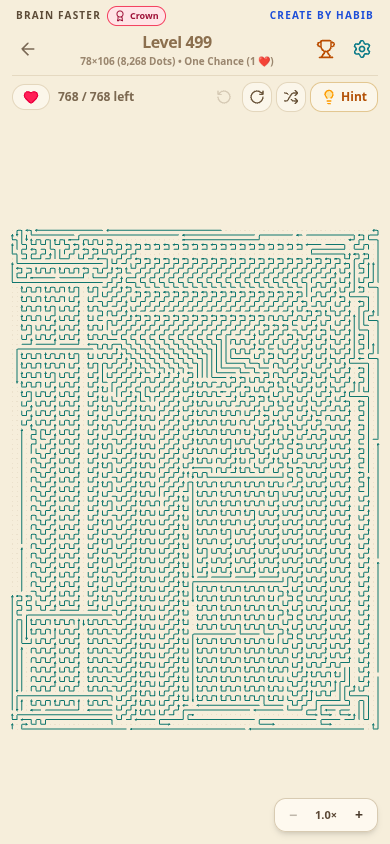 BRAIN FASTER
Crown
CREATE BY HABIB
Level 499
78×106 (8,268 Dots) • One Chance (1 ❤️)
768 / 768 left
Hint
− 1.0× +